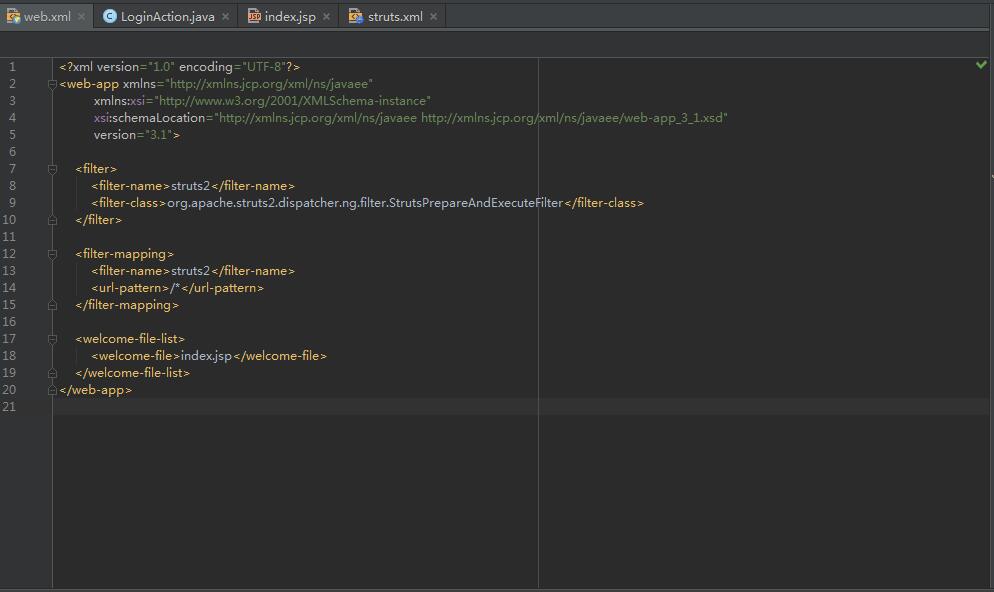 web.xml LoginAction.java index.jsp struts.xml
1 <?xml version="1.0" encoding="UTF-8"?>
2 <web-app xmlns="http://xmlns.jcp.org/xml/ns/javaee"
3 xmlns:xsi="http://www.w3.org/2001/XMLSchema-instance"
4 xsi:schemaLocation="http://xmlns.jcp.org/xml/ns/javaee http://xmlns.jcp.org/xml/ns/javaee/web-app_3_1.xsd"
5 version="3.1">
6
7 <filter>
8 <filter-name>struts2</filter-name>
9 <filter-class>org.apache.struts2.dispatcher.ng.filter.StrutsPrepareAndExecuteFilter</filter-class>
10 </filter>
11
12 <filter-mapping>
13 <filter-name>struts2</filter-name>
14 <url-pattern>/*</url-pattern>
15 </filter-mapping>
16
17 <welcome-file-list>
18 <welcome-file>index.jsp</welcome-file>
19 </welcome-file-list>
20 </web-app>
21